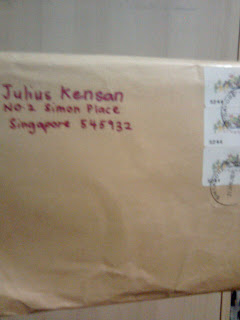 Julius Kensan
No. 2 Simon Place
Singapore 545932